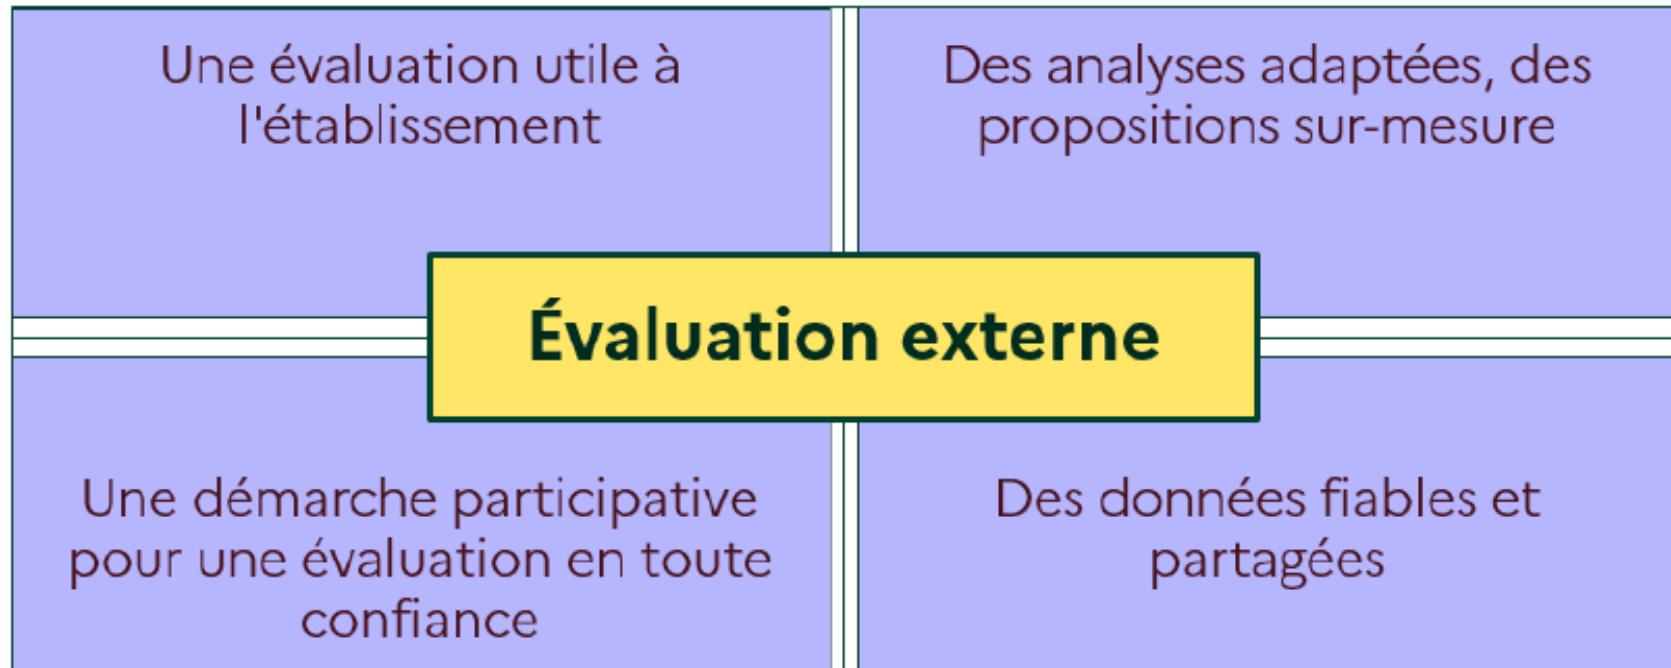 Une évaluation utile à
l'établissement
Des analyses adaptées, des
propositions sur-mesure
Évaluation externe
Une démarche participative
pour une évaluation en toute
confiance
Des données fiables et
partagées